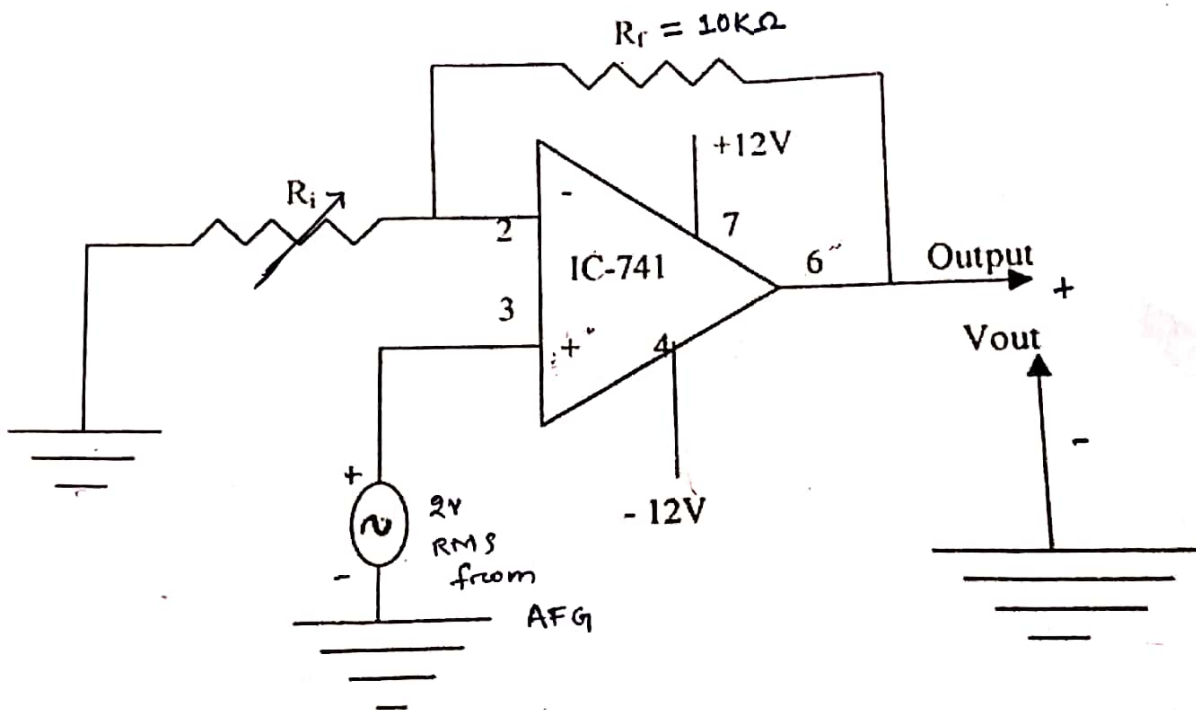 Rf = 10KΩ
+12V
Ri
-
2
7
IC-741
6
Output
+
3
+
4
Vout
-
+
2v
RMS
from
AFG
-
- 12V